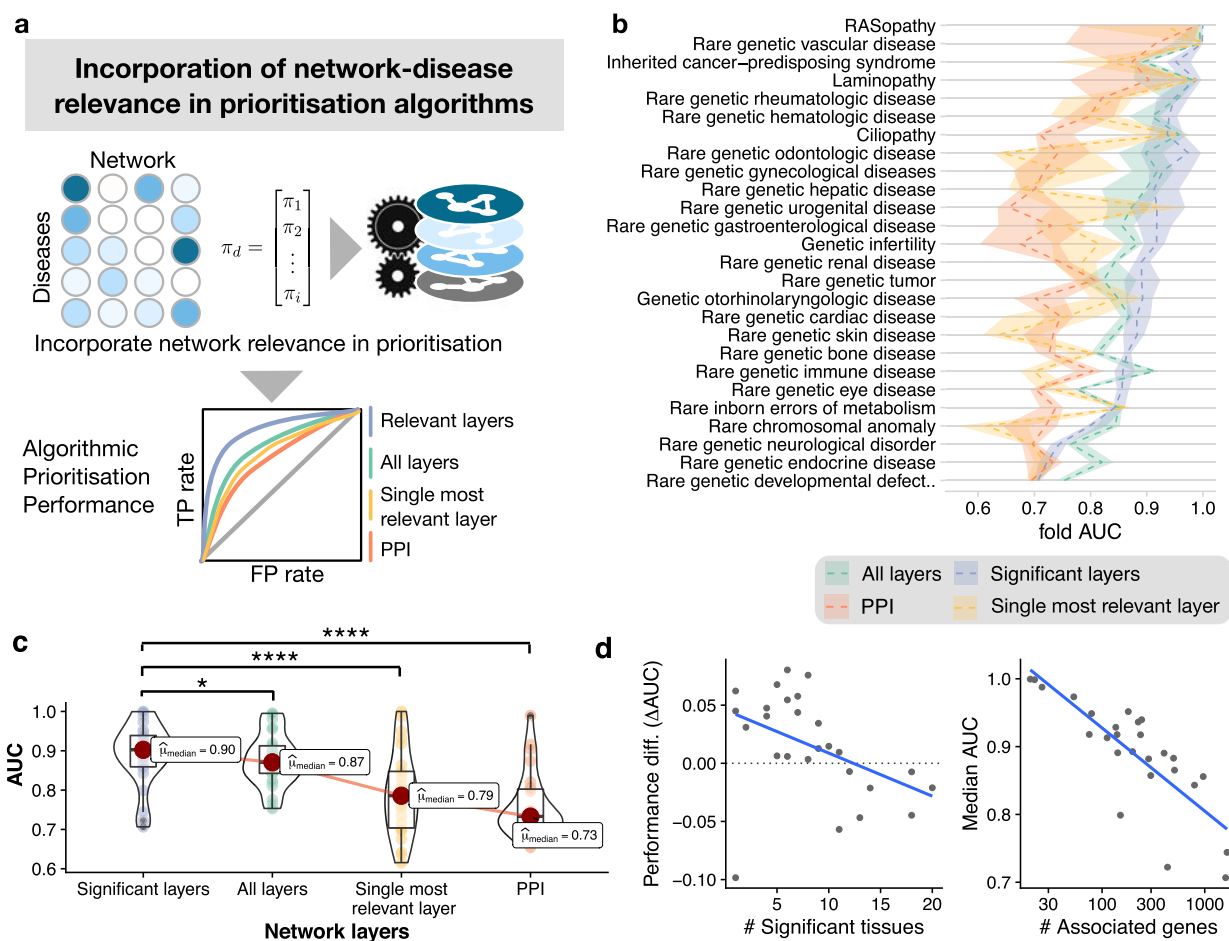 a
Incorporation of network-disease
relevance in prioritisation algorithms
Network
Diseases
π_d =
π_1
π_2
⋮
π_i
Incorporate network relevance in prioritisation
Algorithmic
Prioritisation
Performance
TP rate
FP rate
Relevant layers
All layers
Single most
relevant layer
PPI
b
RASopathy
Rare genetic vascular disease
Inherited cancer−predisposing syndrome
Laminopathy
Rare genetic rheumatologic disease
Rare genetic hematologic disease
Ciliopathy
Rare genetic odontologic disease
Rare genetic gynecological diseases
Rare genetic hepatic disease
Rare genetic urogenital disease
Rare genetic gastroenterological disease
Genetic infertility
Rare genetic renal disease
Rare genetic tumor
Genetic otorhinolaryngologic disease
Rare genetic cardiac disease
Rare genetic skin disease
Rare genetic bone disease
Rare genetic immune disease
Rare genetic eye disease
Rare inborn errors of metabolism
Rare chromosomal anomaly
Rare genetic neurological disorder
Rare genetic endocrine disease
Rare genetic developmental defect..
0.6 0.7 0.8 0.9 1.0
fold AUC
All layers
Significant layers
PPI
Single most relevant layer
c
****
****
*
AUC
1.0
0.9
0.8
0.7
0.6
μ̂median = 0.90
μ̂median = 0.87
μ̂median = 0.79
μ̂median = 0.73
Significant layers
All layers
Single most
relevant layer
PPI
Network layers
d
Performance diff. (ΔAUC)
0.05
0.00
−0.05
−0.10
5 10 15 20
# Significant tissues
Median AUC
1.0
0.9
0.8
0.7
30 100 300 1000
# Associated genes